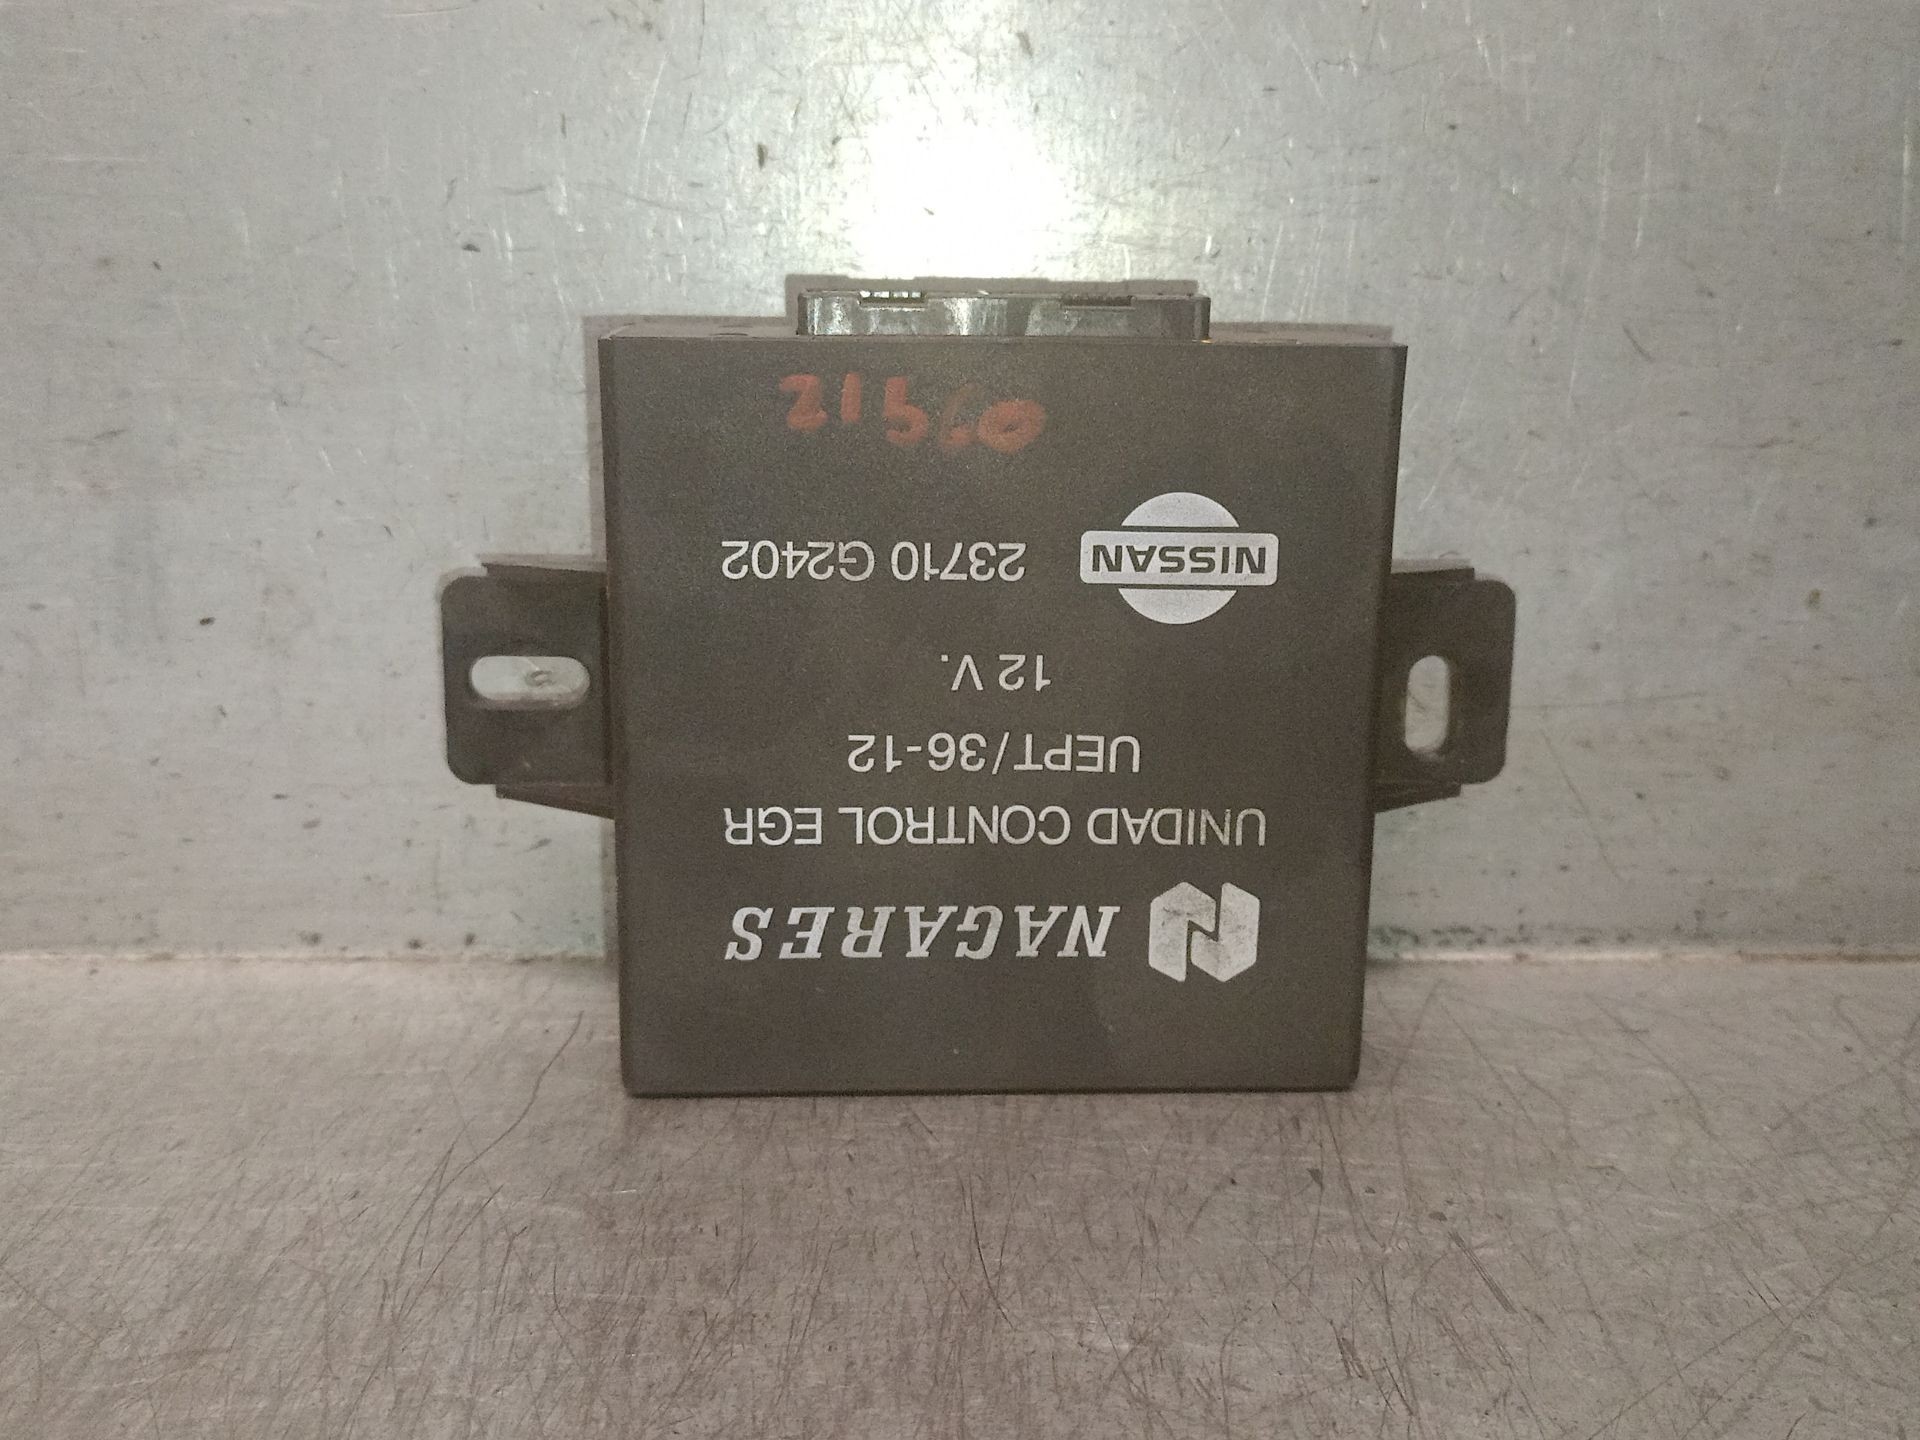 NAGARES
UNIDAD CONTROL EGR
UEPT/36-12
12 V.
NISSAN 23710 G2402
21560